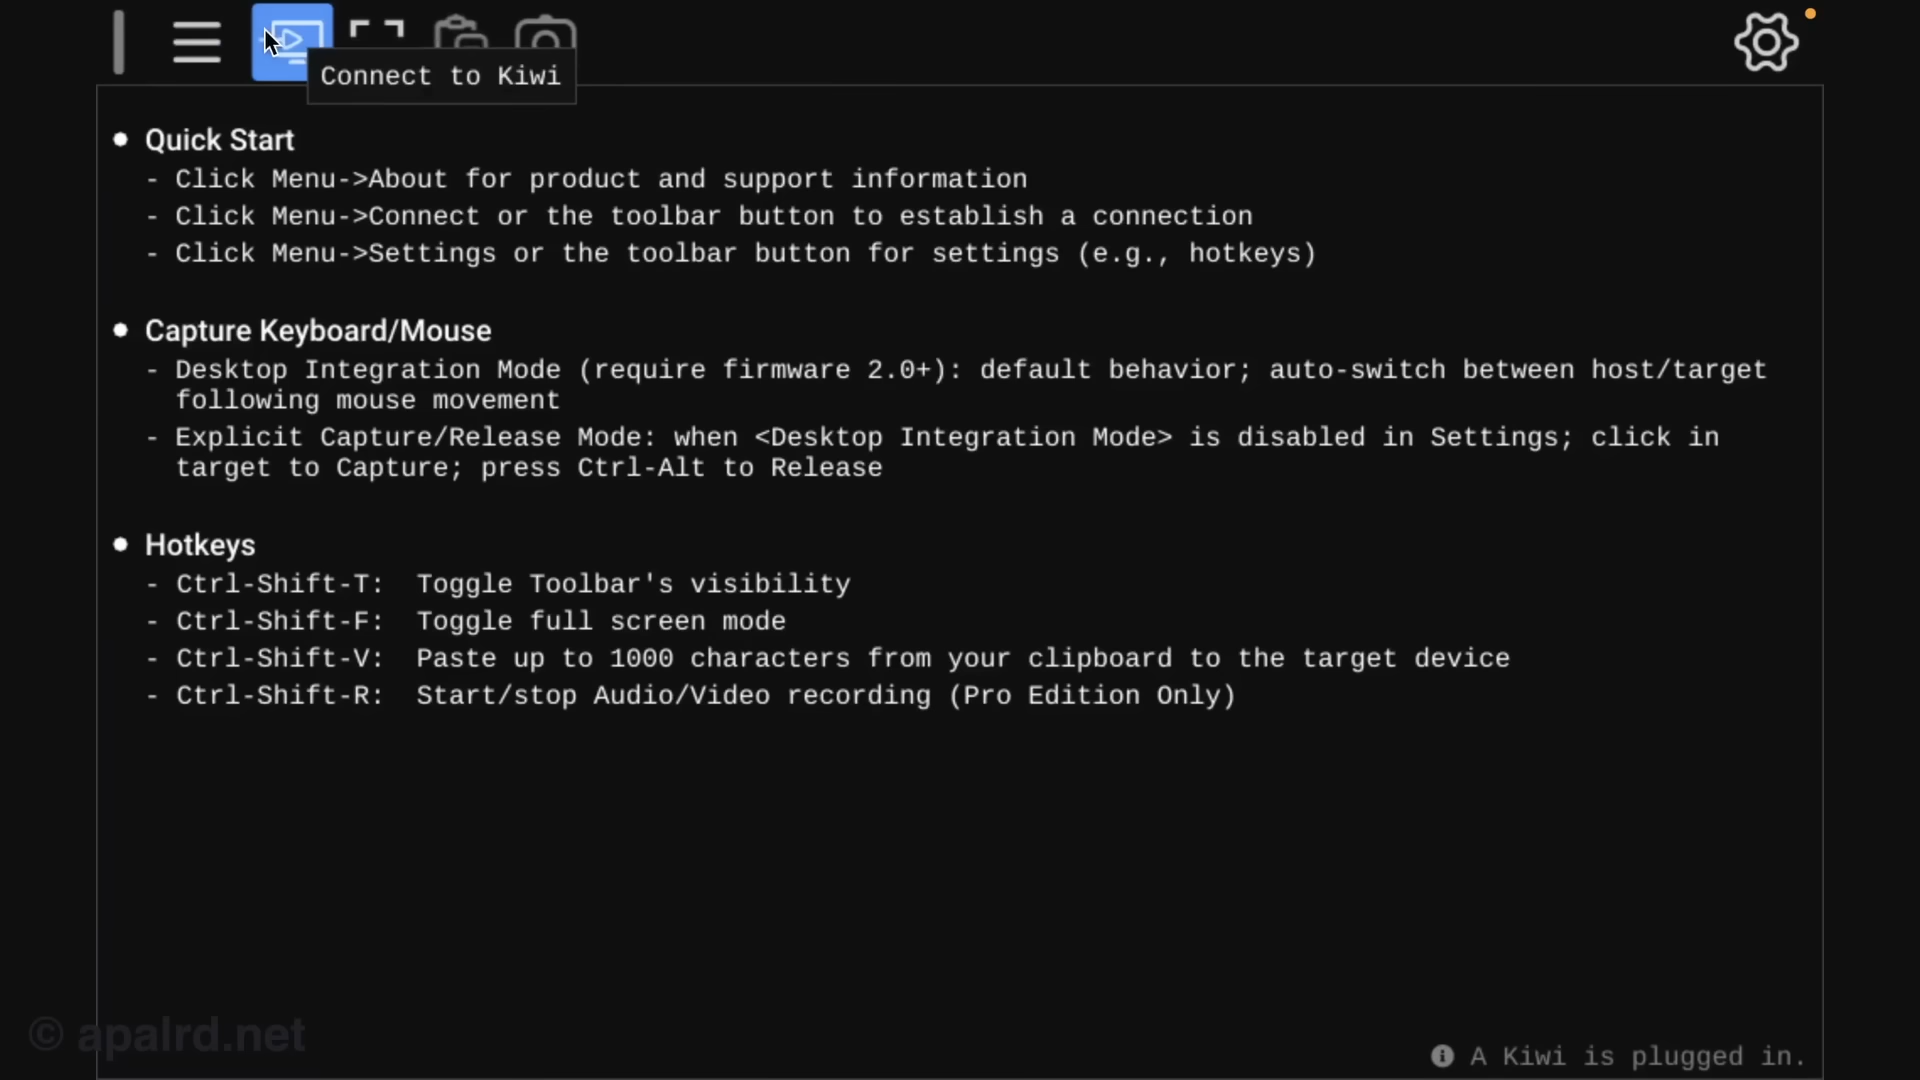 Connect to Kiwi
Quick Start
- Click Menu->About for product and support information
- Click Menu->Connect or the toolbar button to establish a connection
- Click Menu->Settings or the toolbar button for settings (e.g., hotkeys)
Capture Keyboard/Mouse
- Desktop Integration Mode (require firmware 2.0+): default behavior; auto-switch between host/target
following mouse movement
- Explicit Capture/Release Mode: when <Desktop Integration Mode> is disabled in Settings; click in
target to Capture; press Ctrl-Alt to Release
Hotkeys
- Ctrl-Shift-T: Toggle Toolbar's visibility
- Ctrl-Shift-F: Toggle full screen mode
- Ctrl-Shift-V: Paste up to 1000 characters from your clipboard to the target device
- Ctrl-Shift-R: Start/stop Audio/Video recording (Pro Edition Only)
© apalrd.net
A Kiwi is plugged in.